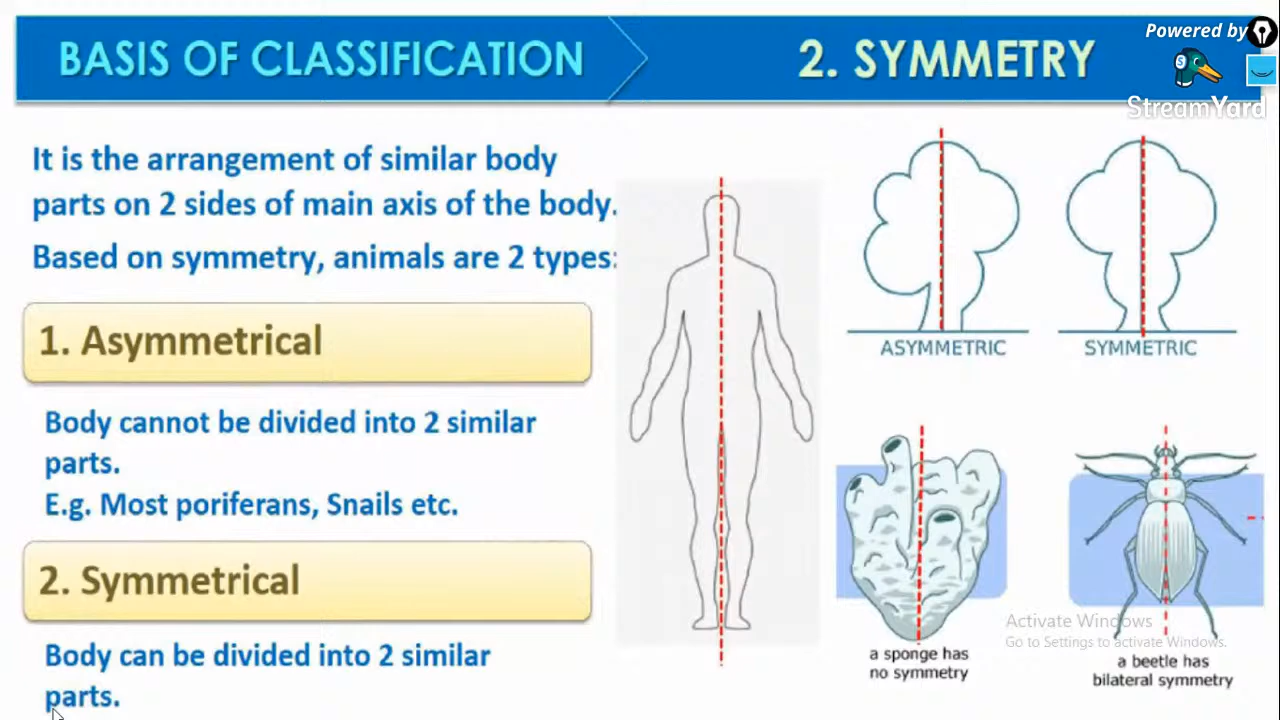 BASIS OF CLASSIFICATION
2. SYMMETRY
Powered by
StreamYard
It is the arrangement of similar body
parts on 2 sides of main axis of the body.
Based on symmetry, animals are 2 types:
1. Asymmetrical
Body cannot be divided into 2 similar
parts.
E.g. Most poriferans, Snails etc.
2. Symmetrical
Body can be divided into 2 similar
parts.
ASYMMETRIC
SYMMETRIC
a sponge has
no symmetry
a beetle has
bilateral symmetry
Activate Windows
Go to Settings to activate Windows.